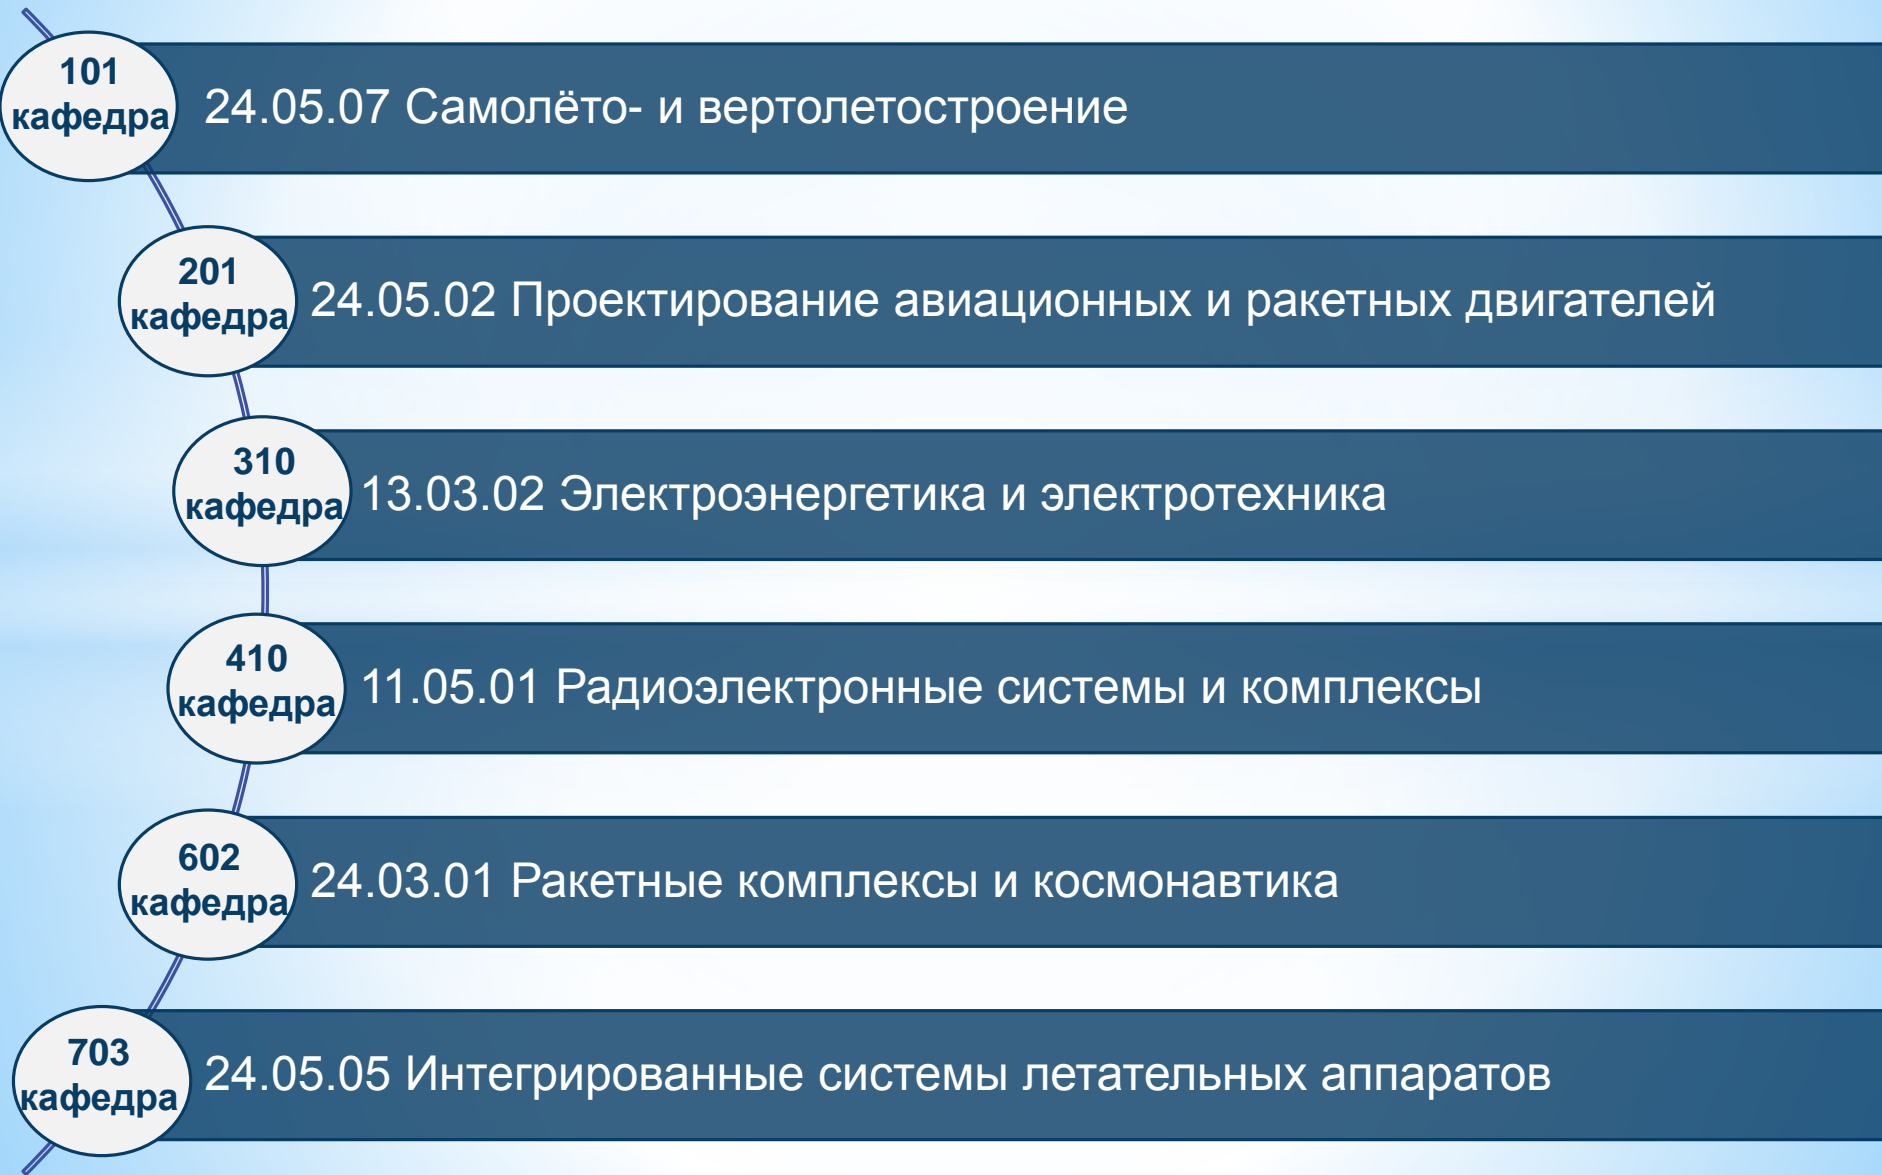 101
кафедра
24.05.07 Самолёто- и вертолетостроение
201
кафедра
24.05.02 Проектирование авиационных и ракетных двигателей
310
кафедра
13.03.02 Электроэнергетика и электротехника
410
кафедра
11.05.01 Радиоэлектронные системы и комплексы
602
кафедра
24.03.01 Ракетные комплексы и космонавтика
703
кафедра
24.05.05 Интегрированные системы летательных аппаратов